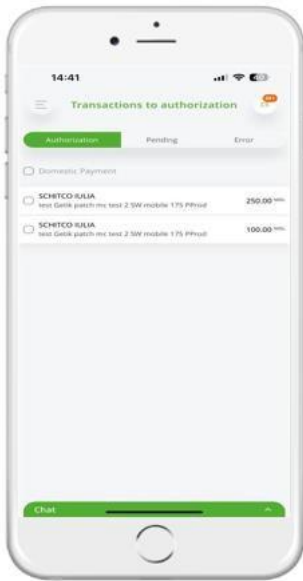 14:41
Transactions to authorization
Authorization Pending Error
Domestic Payment
SCHITCO IULIA 250.00 MDL
test Getik patch mc test 2 SW mobile 175 PProd
SCHITCO IULIA 100.00 MDL
test Getik patch mc test 2 SW mobile 175 PProd
Chat